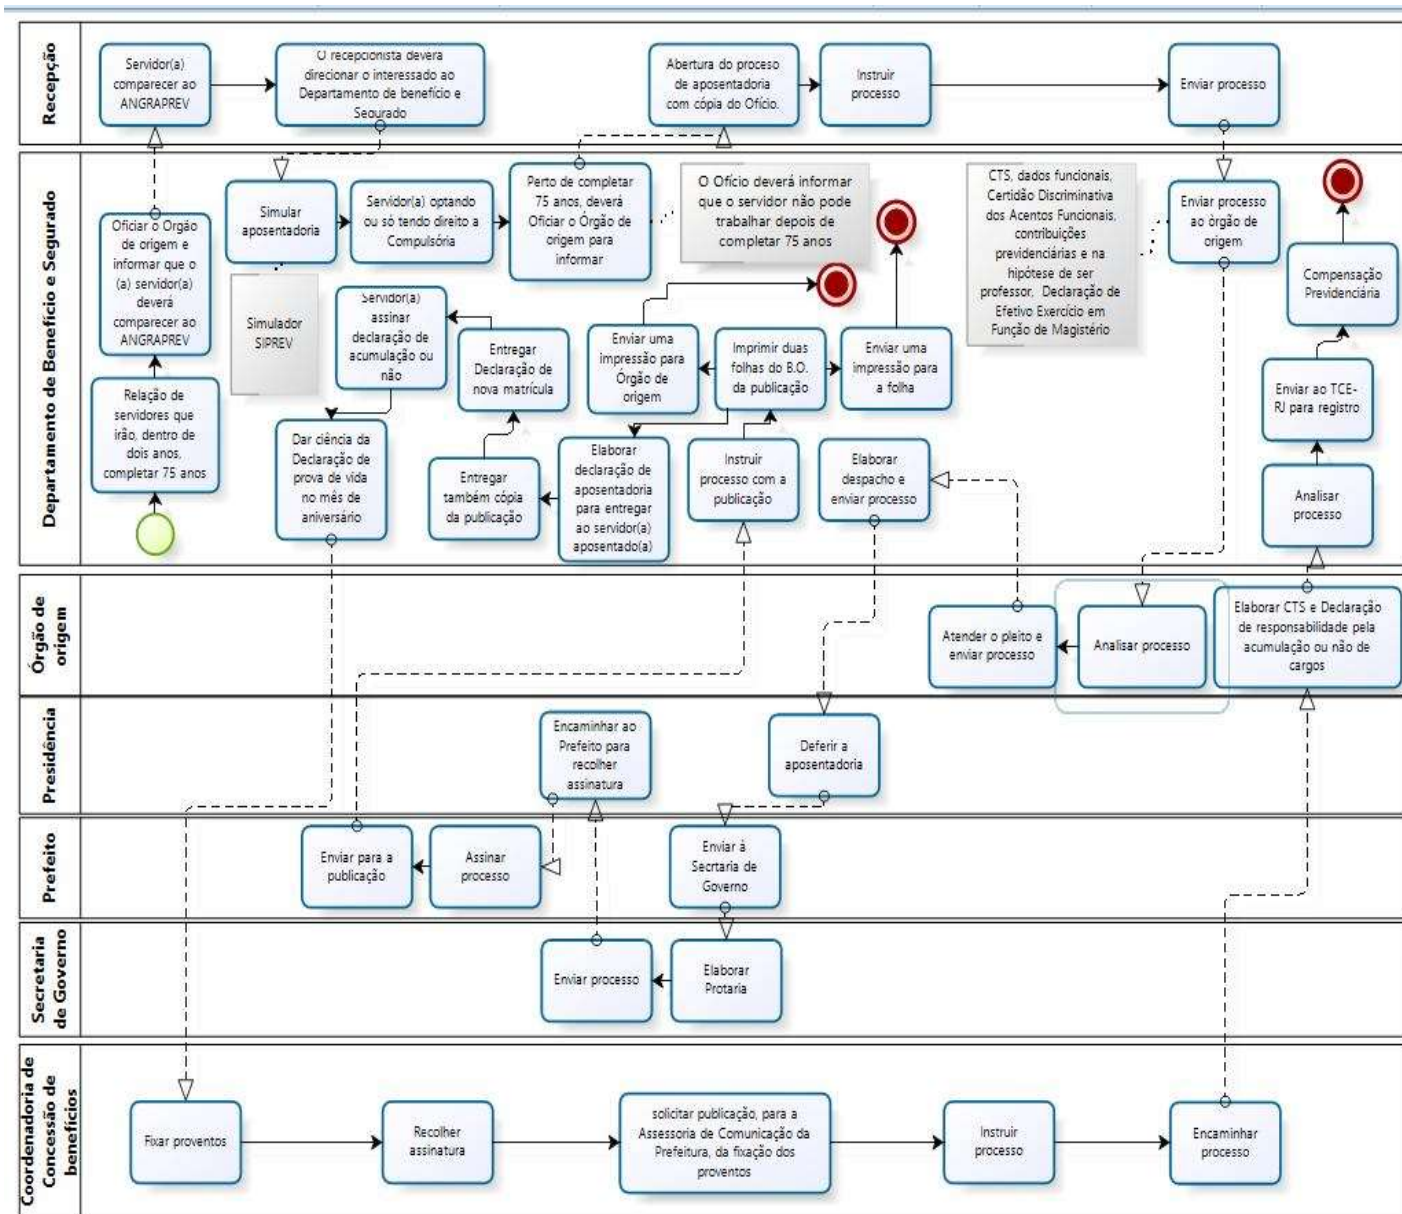 Recepção
Servidor(a)
comparecer ao
ANGRAPREV
O recepcionista deverá
direcionar o interessado ao
Departamento de benefício e
Segurado
Abertura do proceso
de aposentadoria
com cópia do Ofício.
Instruir
processo
Enviar processo
Departamento de Benefício e Segurado
Oficiar o Órgão
de origem e
informar que o
(a) servidor(a)
deverá
comparecer ao
ANGRAPREV
Relação de
servidores que
irão, dentro de
dois anos,
completar 75 anos
Simular
aposentadoria
Simulador
SIPREV
Servidor(a) optando
ou só tendo direito a
Compulsória
Perto de completar
75 anos, deverá
Oficiar o Órgão de
origem para
informar
O Ofício deverá informar
que o servidor não pode
trabalhar depois de
completar 75 anos
CTS, dados funcionais,
Certidão Discriminativa
dos Acentos Funcionais,
contribuições
previdenciárias e na
hipótese de ser
professor, Declaração de
Efetivo Exercício em
Função de Magistério
Enviar processo
ao òrgão de
origem
Compensação
Previdenciária
Servidor(a)
assinar
declaração de
acumulação ou
não
Entregar
Declaração de
nova matrícula
Enviar uma
impressão para
Órgão de
origem
Imprimir duas
folhas do B.O.
da publicação
Enviar uma
impressão para
a folha
Enviar ao TCE-
RJ para registro
Dar ciência da
Declaração de
prova de vida
no mês de
aniversário
Entregar
também cópia
da publicação
Elaborar
declaração de
aposentadoria
para entregar
ao servidor(a)
aposentado(a)
Instruir
processo com a
publicação
Elaborar
despacho e
enviar processo
Analisar
processo
Órgão de
origem
Atender o pleito e
enviar processo
Analisar processo
Elaborar CTS e Declaração
de responsabilidade pela
acumulação ou não de
cargos
Presidência
Encaminhar ao
Prefeito para
recolher
assinatura
Deferir a
aposentadoria
Prefeito
Enviar para a
publicação
Assinar
processo
Enviar à
Secrtaria de
Governo
Secretaria
de Governo
Enviar processo
Elaborar
Protaria
Coordenadoria de
Concessão de
benefícios
Fixar proventos
Recolher
assinatura
solicitar publicação, para a
Assessoria de Comunicação da
Prefeitura, da fixação dos
proventos
Instruir
processo
Encaminhar
processo